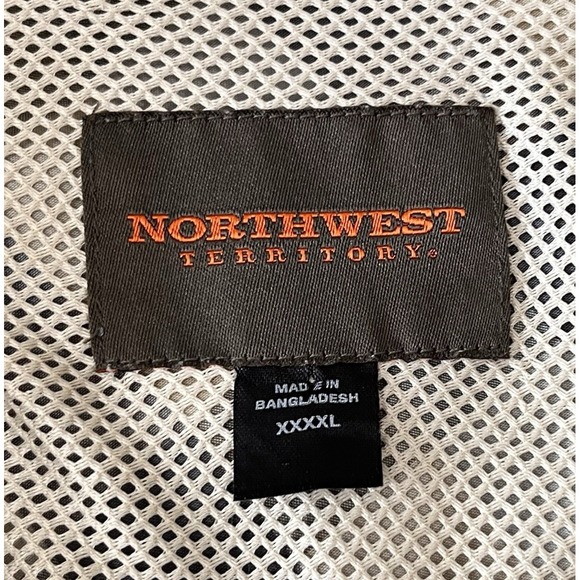 NORTHWEST
TERRITORY®
MADE IN
BANGLADESH
XXXXL